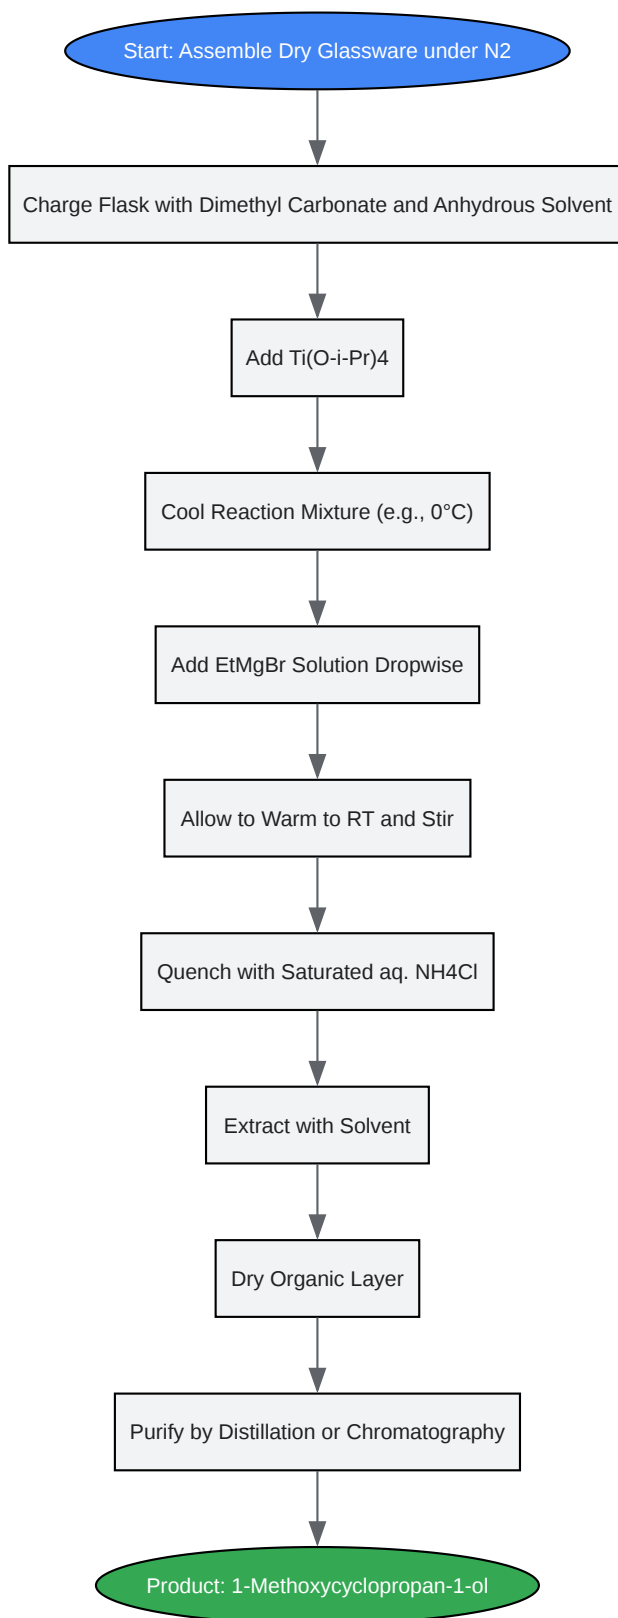 Start: Assemble Dry Glassware under N2
Charge Flask with Dimethyl Carbonate and Anhydrous Solvent
Add Ti(O-i-Pr)4
Cool Reaction Mixture (e.g., 0°C)
Add EtMgBr Solution Dropwise
Allow to Warm to RT and Stir
Quench with Saturated aq. NH4Cl
Extract with Solvent
Dry Organic Layer
Purify by Distillation or Chromatography
Product: 1-Methoxycyclopropan-1-ol